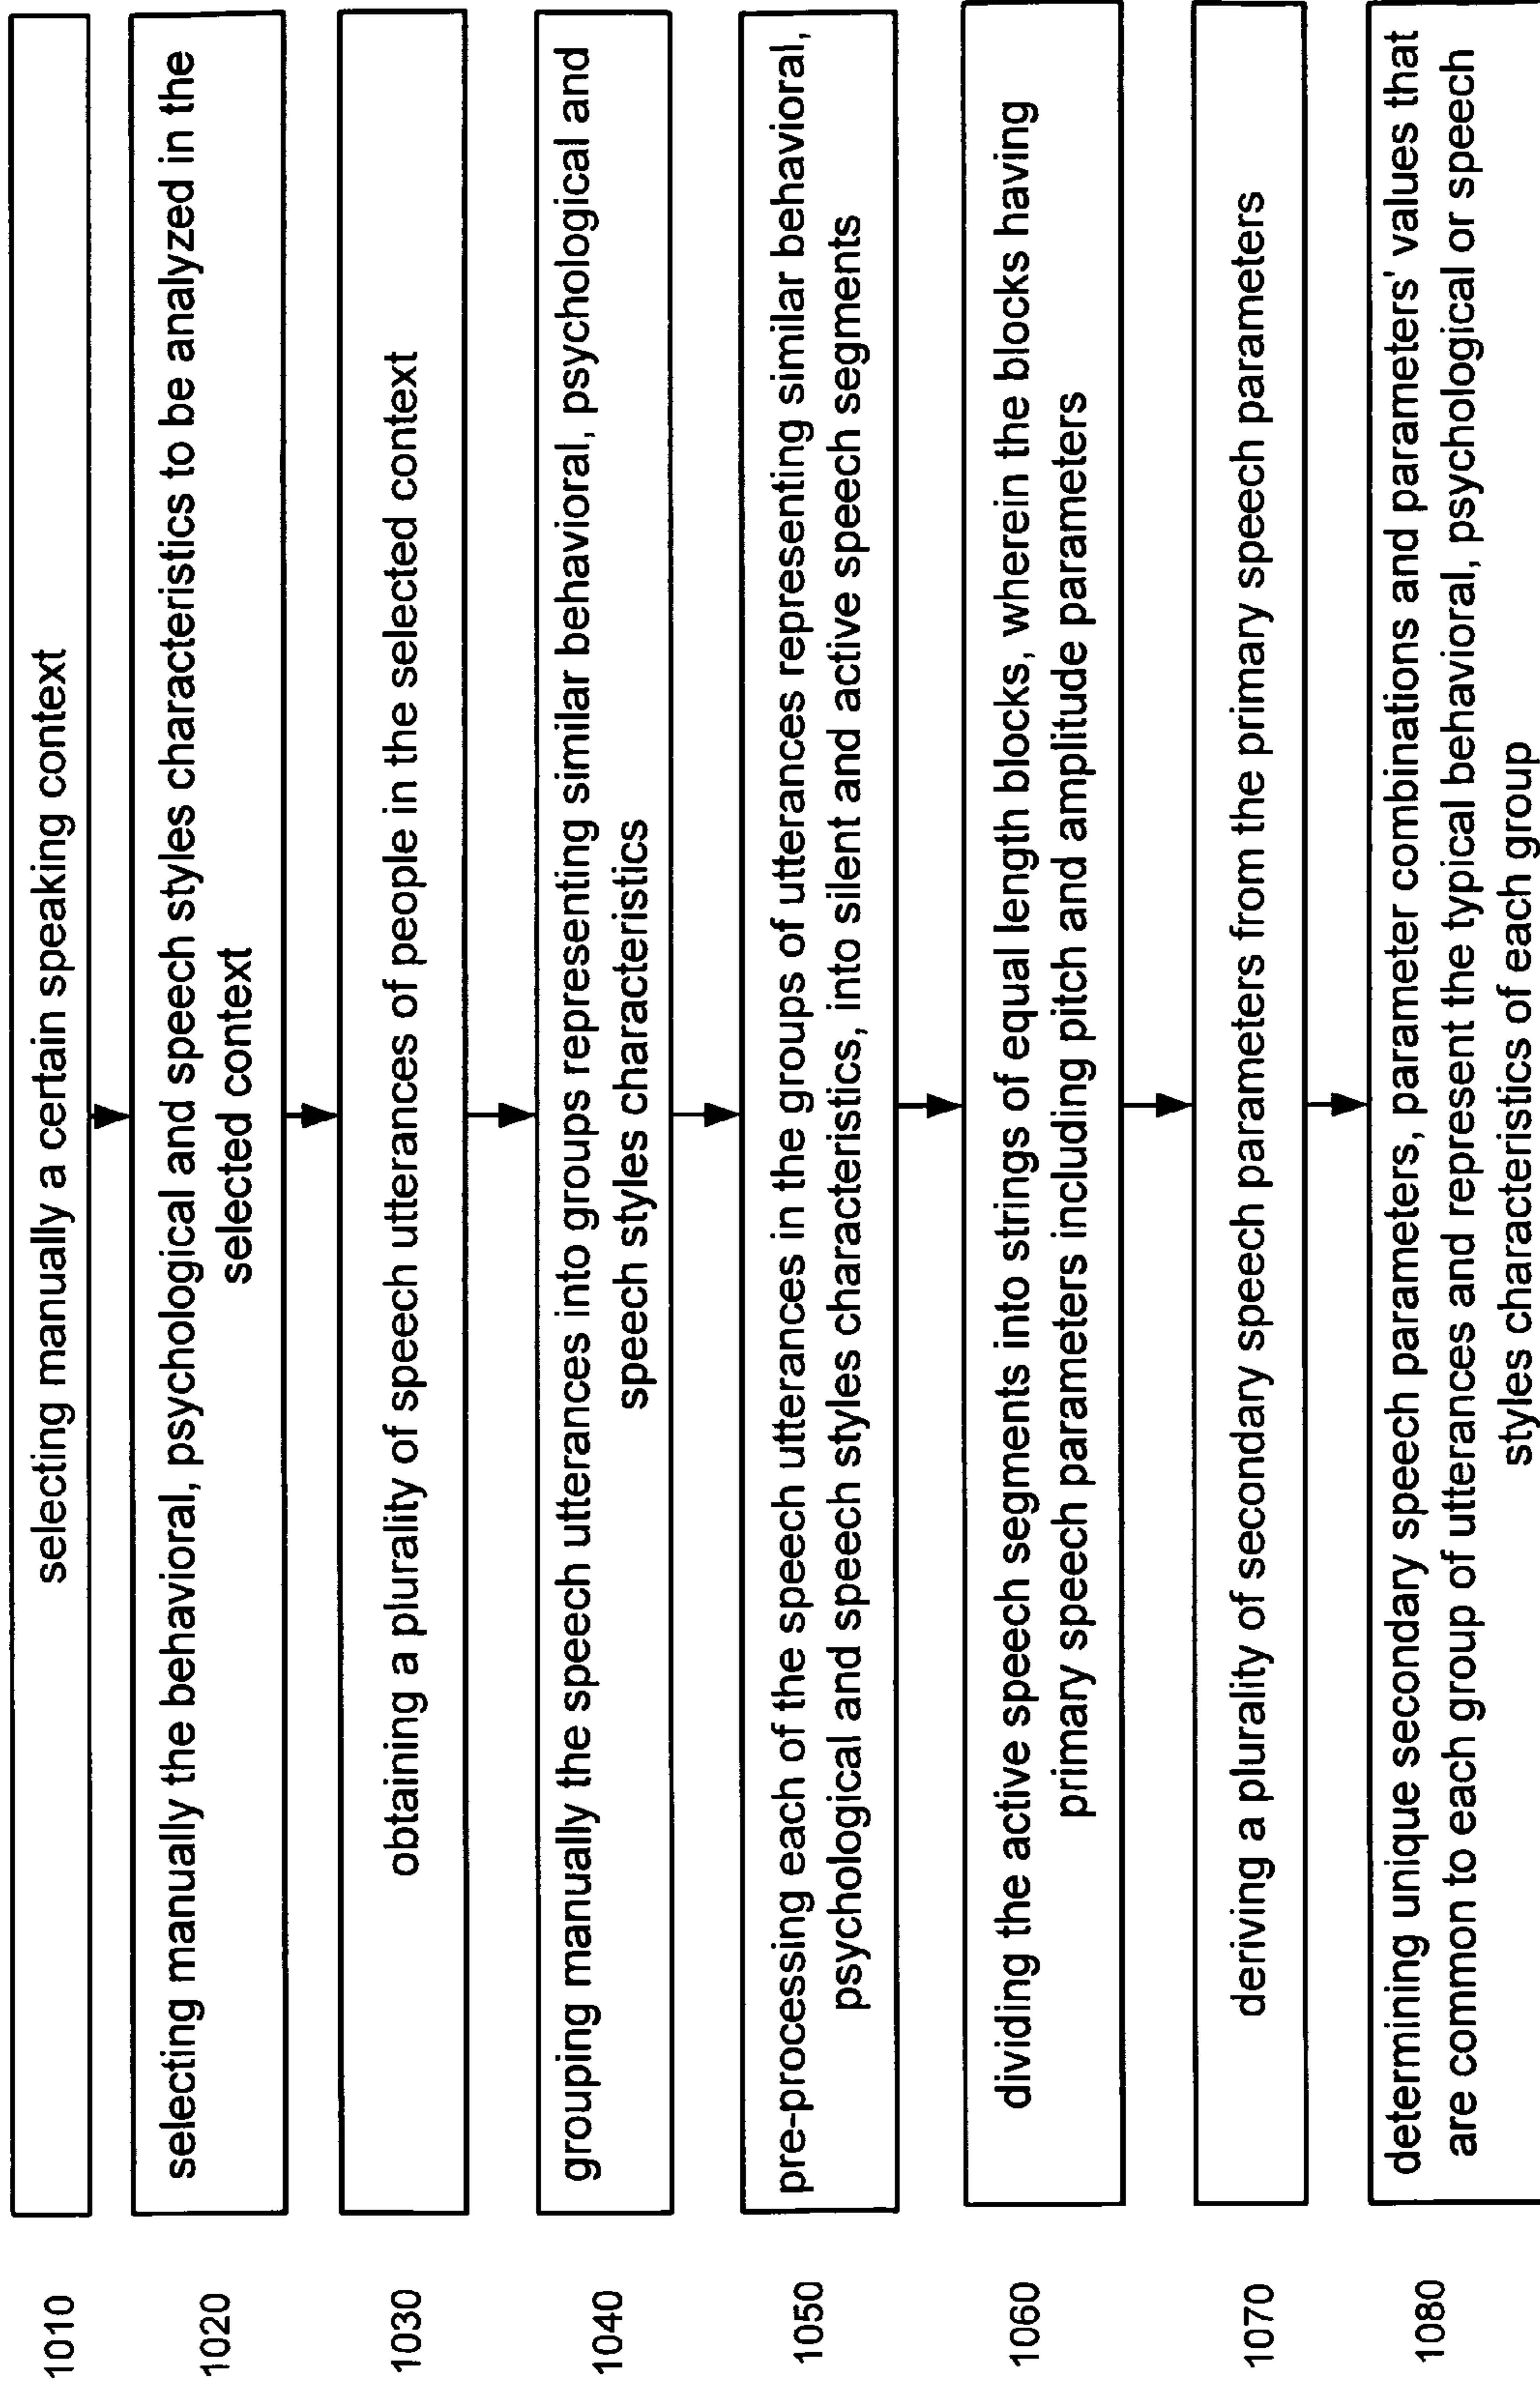 1010
selecting manually a certain speaking context
1020
selecting manually the behavioral, psychological and speech styles characteristics to be analyzed in the
selected context
1030
obtaining a plurality of speech utterances of people in the selected context
1040
grouping manually the speech utterances into groups representing similar behavioral, psychological and
speech styles characteristics
1050
pre-processing each of the speech utterances in the groups of utterances representing similar behavioral,
psychological and speech styles characteristics, into silent and active speech segments
1060
dividing the active speech segments into strings of equal length blocks, wherein the blocks having
primary speech parameters including pitch and amplitude parameters
1070
deriving a plurality of secondary speech parameters from the primary speech parameters
1080
determining unique secondary speech parameters, parameter combinations and parameters' values that
are common to each group of utterances and represent the typical behavioral, psychological or speech
styles characteristics of each group